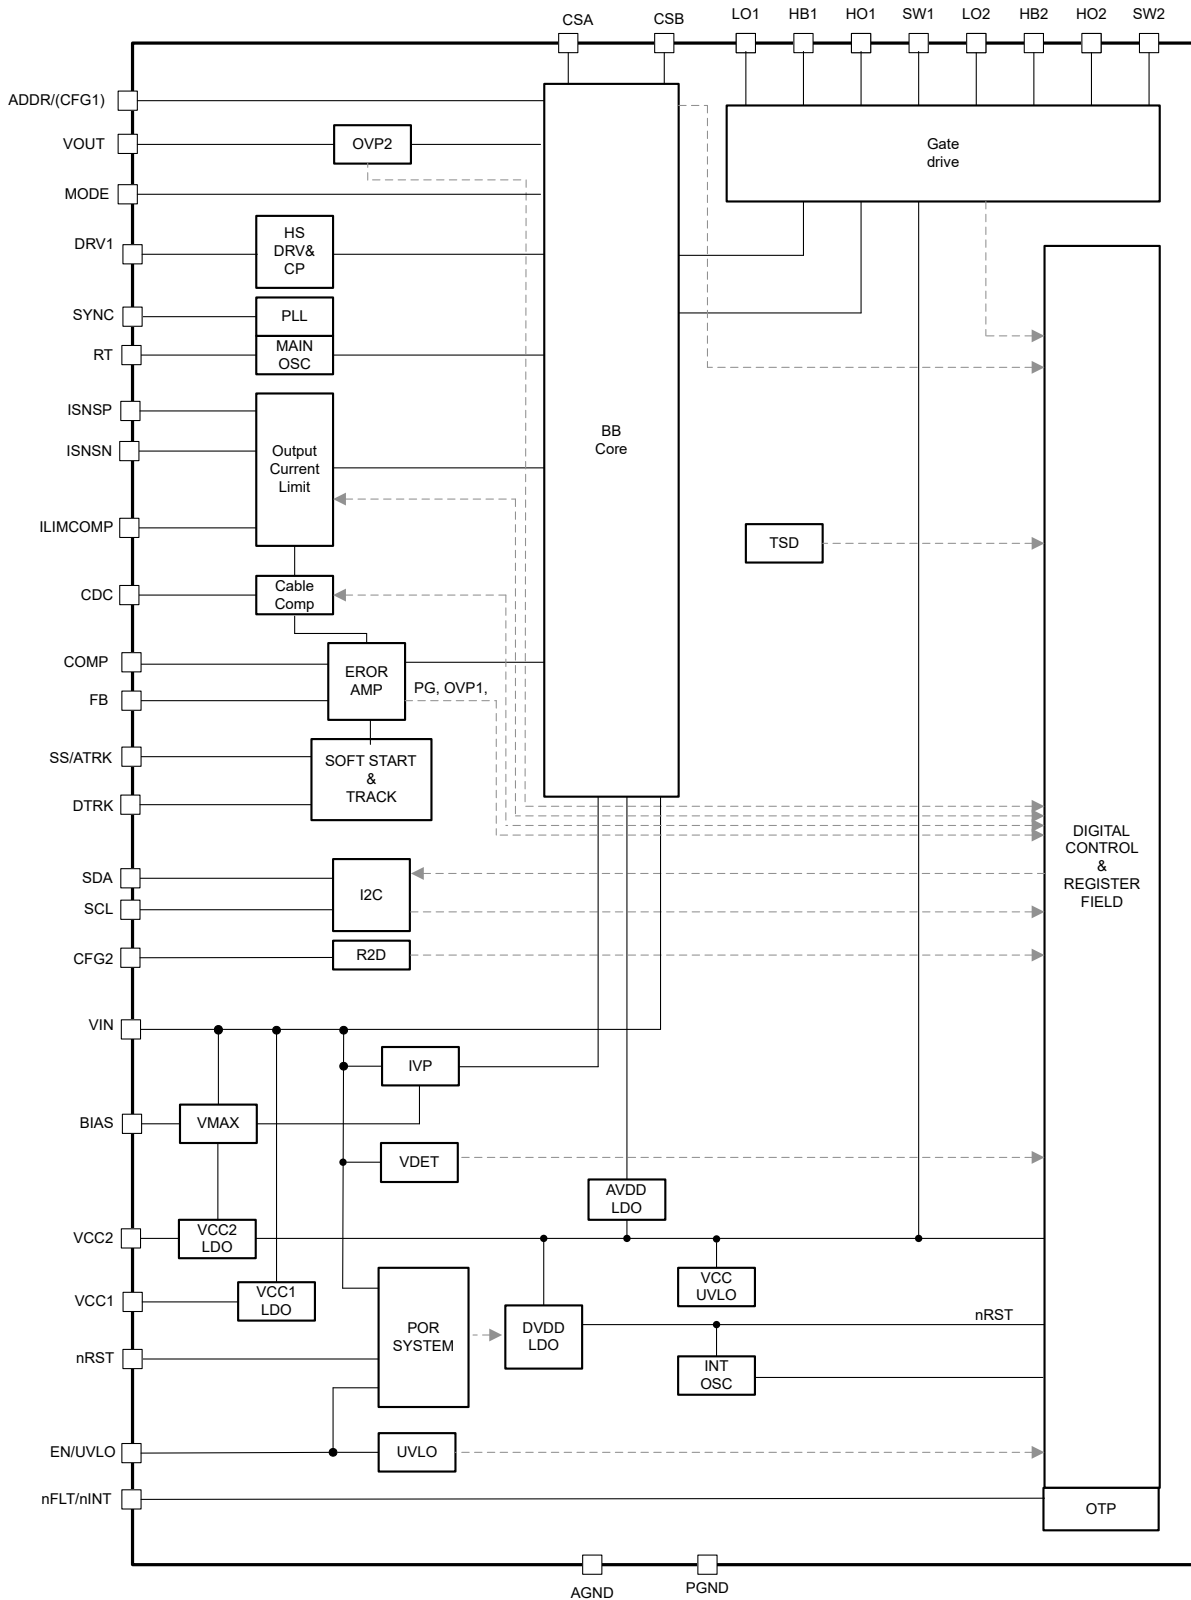 CSA
CSB
LO1
HB1
HO1
SW1
LO2
HB2
HO2
SW2
ADDR/(CFG1)
VOUT
OVP2
Gate
drive
MODE
DRV1
HS
DRV&
CP
SYNC
PLL
RT
MAIN
OSC
ISNSP
ISNSN
Output
Current
Limit
BB
Core
ILIMCOMP
TSD
CDC
Cable
Comp
COMP
EROR
AMP
PG, OVP1,
FB
SS/ATRK
SOFT START
&
TRACK
DTRK
DIGITAL
CONTROL
&
REGISTER
FIELD
SDA
I2C
SCL
CFG2
R2D
VIN
IVP
BIAS
VMAX
VDET
AVDD
LDO
VCC2
VCC2
LDO
VCC
UVLO
VCC1
VCC1
LDO
nRST
POR
SYSTEM
DVDD
LDO
nRST
INT
OSC
EN/UVLO
UVLO
nFLT/nINT
OTP
AGND
PGND